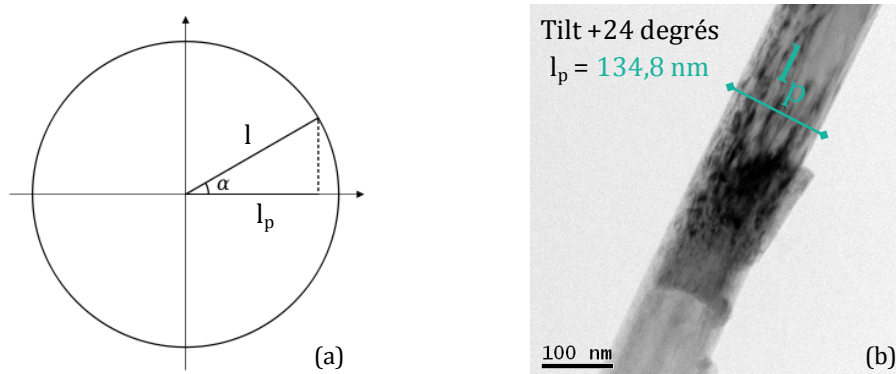 l
α
l_p
(a)
Tilt +24 degrés
l_p = 134,8 nm
l_p
100 nm
(b)